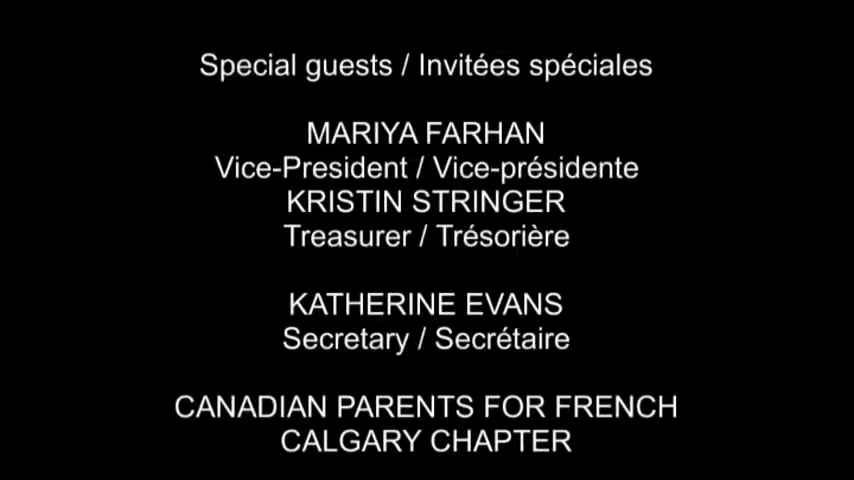 Special guests / Invitées spéciales
MARIYA FARHAN
Vice-President / Vice-présidente
KRISTIN STRINGER
Treasurer / Trésorière
KATHERINE EVANS
Secretary / Secrétaire
CANADIAN PARENTS FOR FRENCH
CALGARY CHAPTER